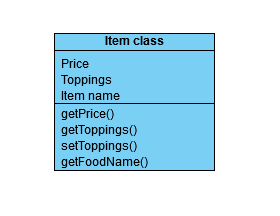 Item class
Price
Toppings
Item name
getPrice()
getToppings()
setToppings()
getFoodName()